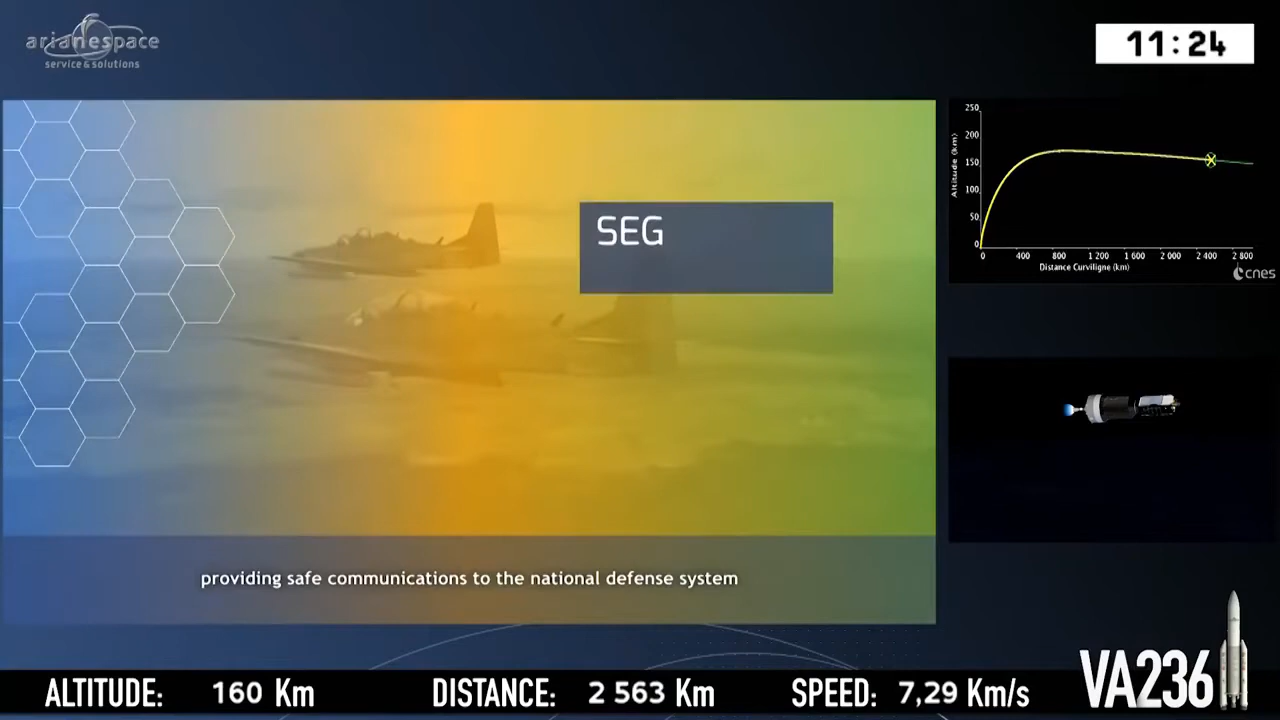 arianespace
service & solutions
11:24
250
200
150
100
50
0
Altitude (km)
0 400 800 1 200 1 600 2 000 2 400 2 800
Distance Curviligne (km)
cnes
SEG
providing safe communications to the national defense system
VA236
ALTITUDE: 160 Km DISTANCE: 2 563 Km SPEED: 7,29 Km/s